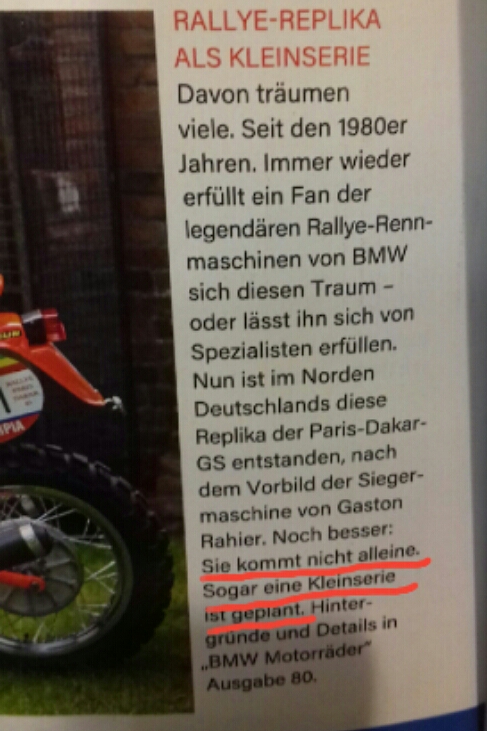 RALLYE-REPLIKA
ALS KLEINSERIE
Davon träumen
viele. Seit den 1980er
Jahren. Immer wieder
erfüllt ein Fan der
legendären Rallye-Renn-
maschinen von BMW
sich diesen Traum –
oder lässt ihn sich von
Spezialisten erfüllen.
Nun ist im Norden
Deutschlands diese
Replika der Paris-Dakar-
GS entstanden, nach
dem Vorbild der Sieger-
maschine von Gaston
Rahier. Noch besser:
Sie kommt nicht alleine.
Sogar eine Kleinserie
ist geplant. Hinter-
gründe und Details in
„BMW Motorräder“
Ausgabe 80.